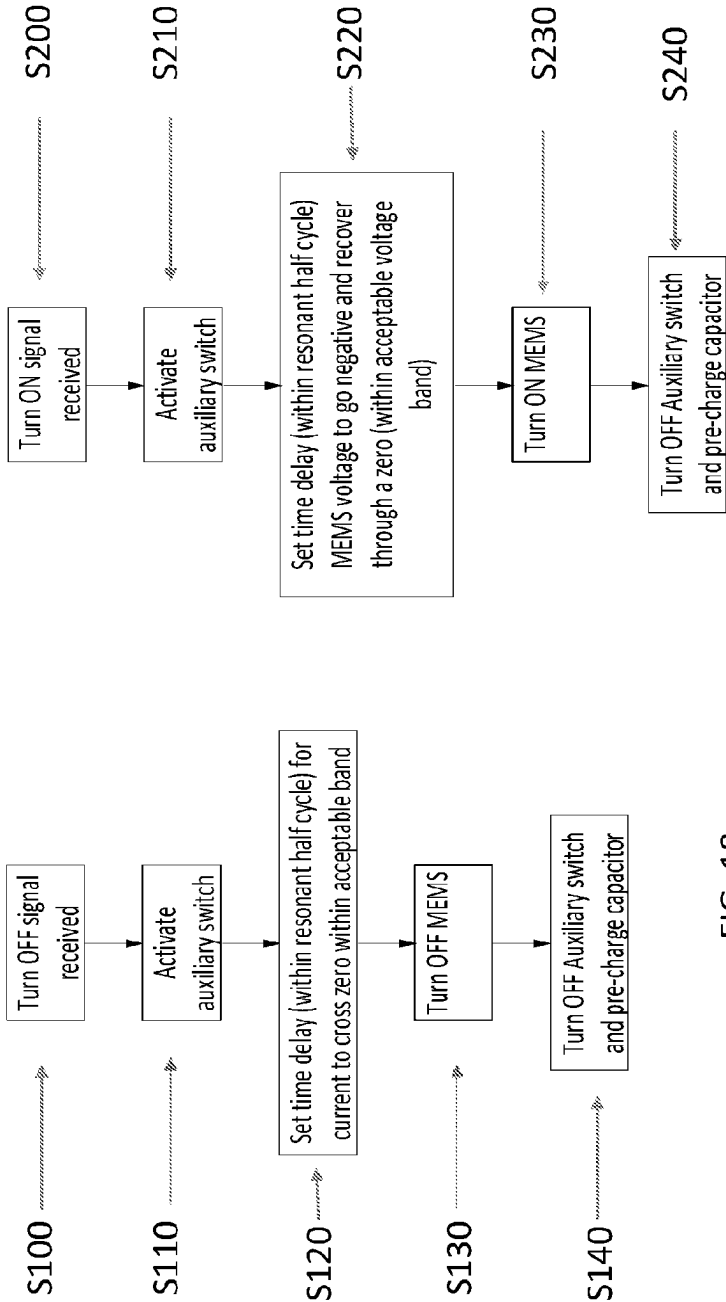 S100
Turn OFF signal
received
S110
Activate
auxiliary switch
S120
Set time delay (within resonant half cycle) for
current to cross zero within acceptable band
S130
Turn OFF MEMS
S140
Turn OFF Auxiliary switch
and pre-charge capacitor
S200
Turn ON signal
received
S210
Activate
auxiliary switch
S220
Set time delay (within resonant half cycle)
MEMS voltage to go negative and recover
through a zero (within acceptable voltage
band)
S230
Turn ON MEMS
S240
Turn OFF Auxiliary switch
and pre-charge capacitor